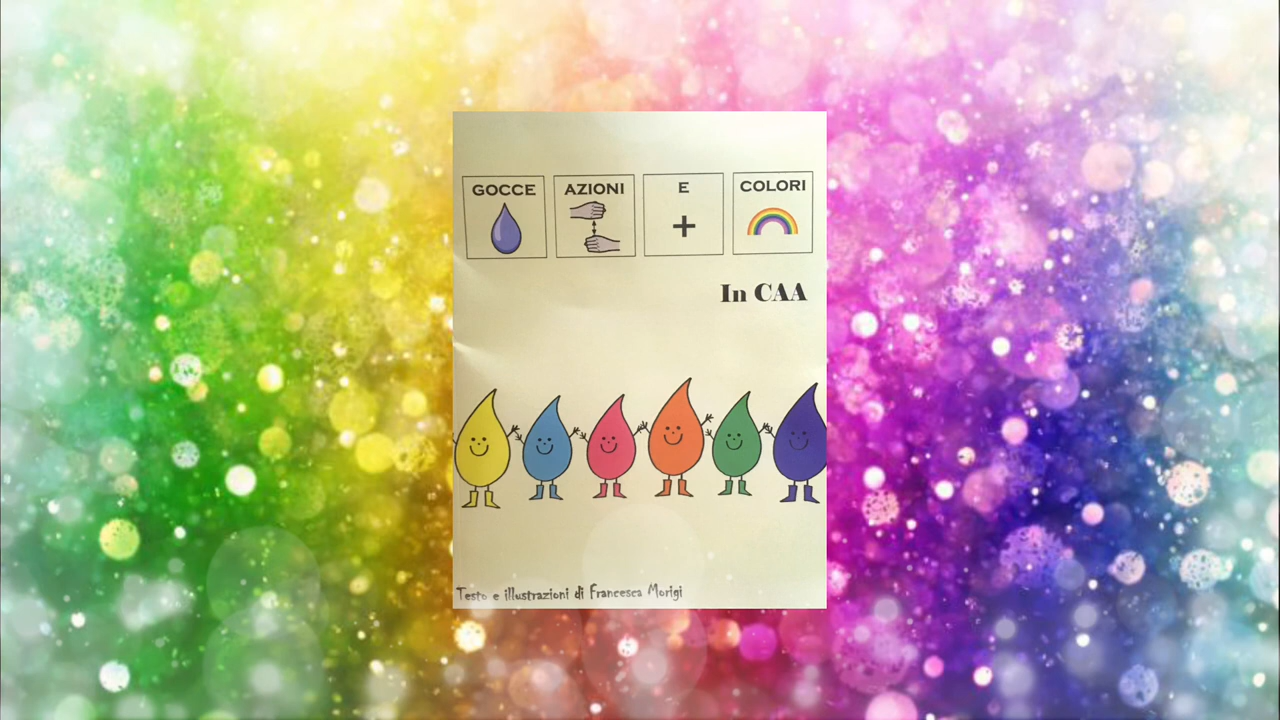 GOCCE AZIONI E COLORI
+
In CAA
Testo e illustrazioni di Francesca Morigi